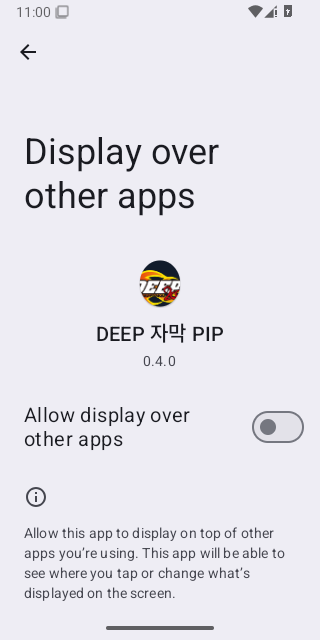 11:00
Display over
other apps
DEEP
DEEP 자막 PIP
0.4.0
Allow display over
other apps
Allow this app to display on top of other
apps you’re using. This app will be able to
see where you tap or change what’s
displayed on the screen.